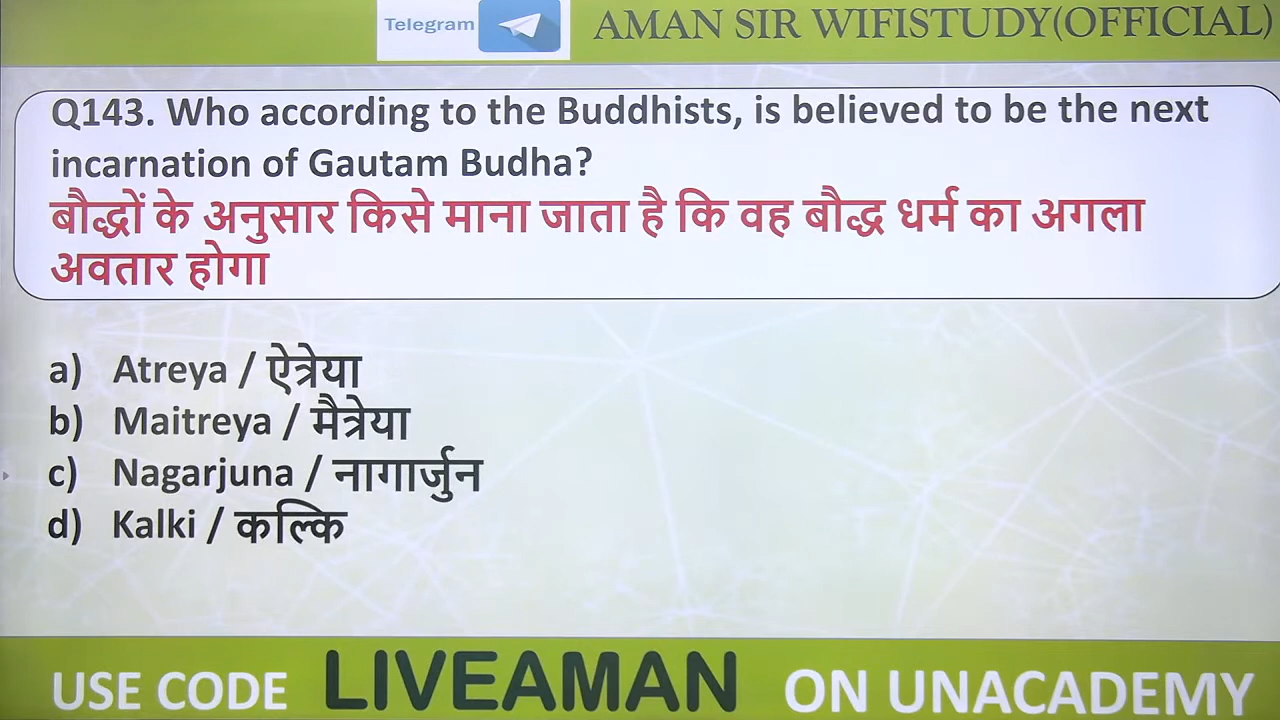 Telegram
AMAN SIR WIFISTUDY(OFFICIAL)
Q143. Who according to the Buddhists, is believed to be the next
incarnation of Gautam Budha?
बौद्धों के अनुसार किसे माना जाता है कि वह बौद्ध धर्म का अगला
अवतार होगा
a) Atreya / ऐत्रेया
b) Maitreya / मैत्रेया
c) Nagarjuna / नागार्जुन
d) Kalki / कल्कि
USE CODE LIVEAMAN ON UNACADEMY